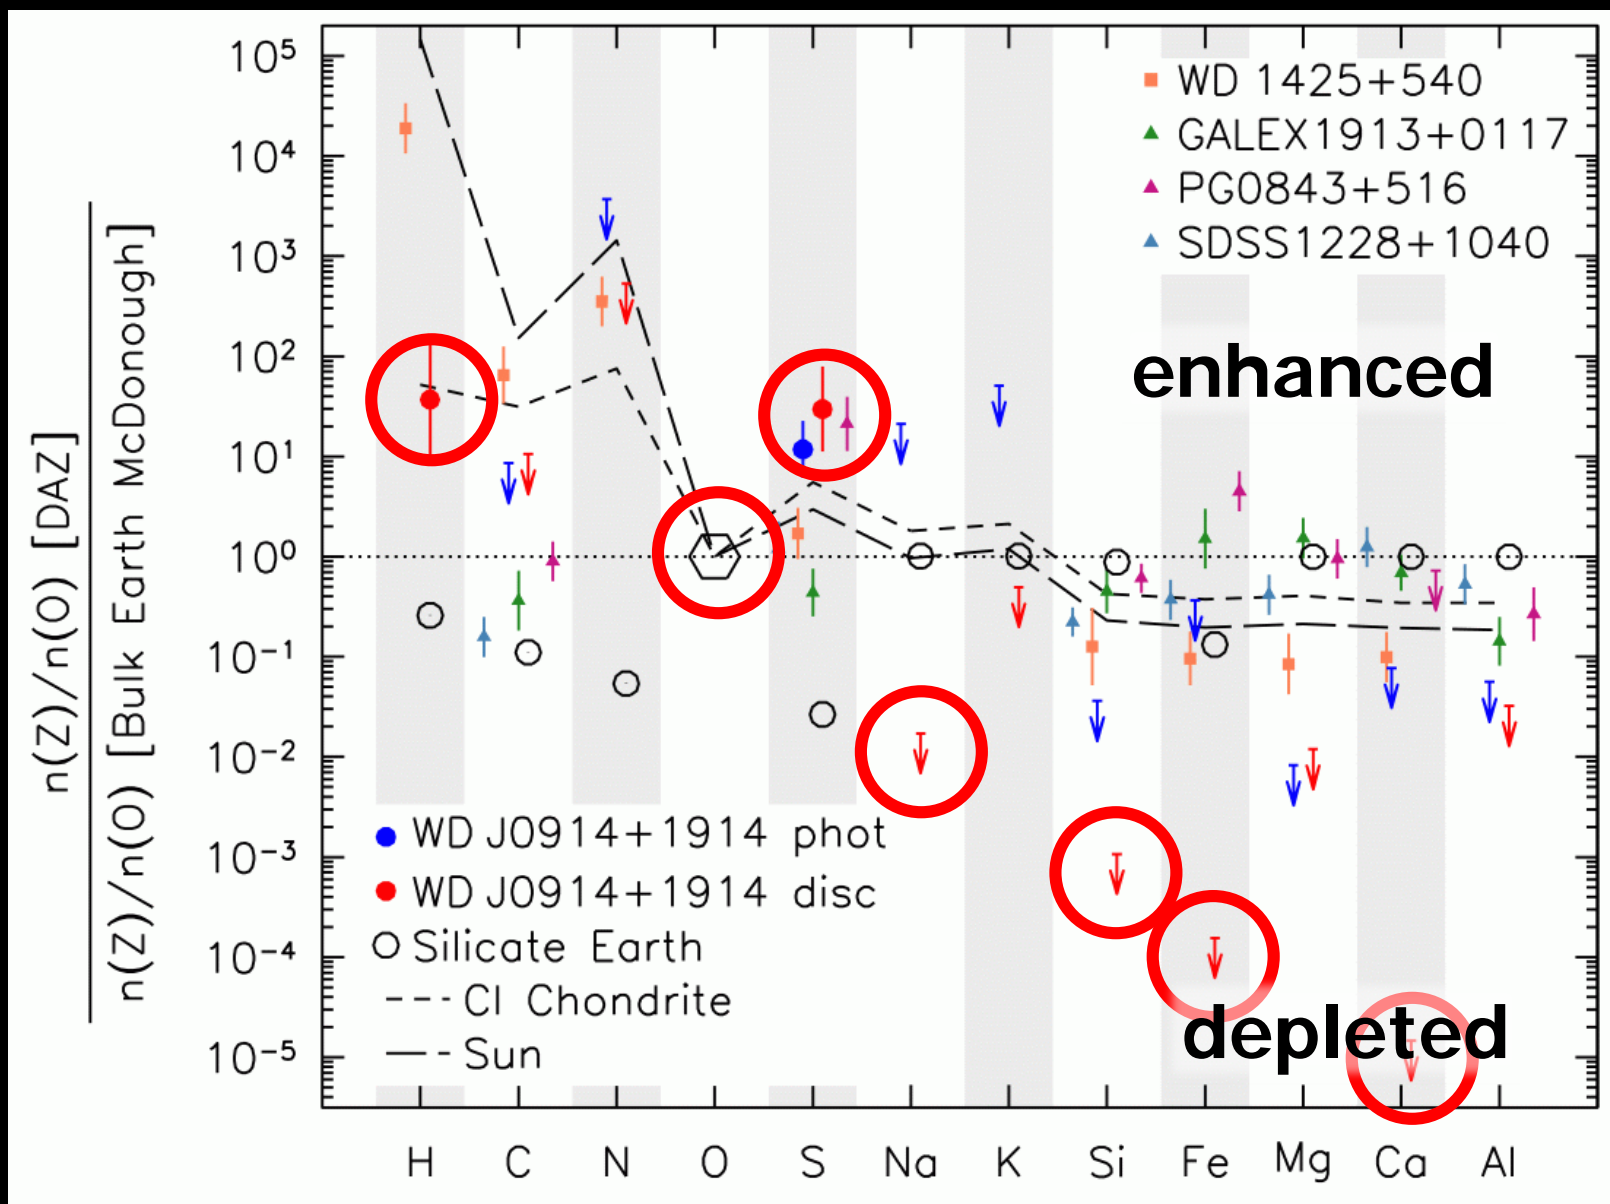 10⁵
10⁴
10³
10²
10¹
10⁰
10⁻¹
10⁻²
10⁻³
10⁻⁴
10⁻⁵
n(Z)/n(O) [DAZ]
n(Z)/n(O) [Bulk Earth McDonough]
WD 1425+540
GALEX1913+0117
PG0843+516
SDSS1228+1040
enhanced
WD J0914+1914 phot
WD J0914+1914 disc
Silicate Earth
CI Chondrite
Sun
depleted
H C N O S Na K Si Fe Mg Ca Al